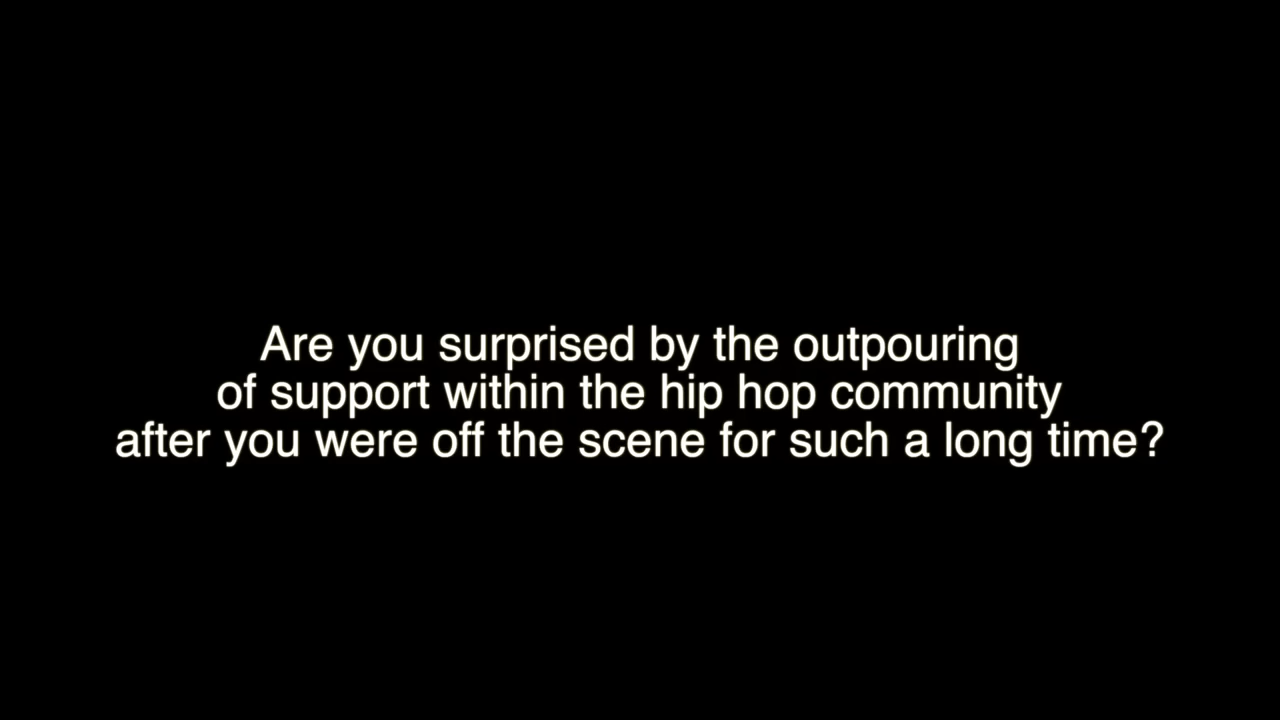 Are you surprised by the outpouring
of support within the hip hop community
after you were off the scene for such a long time?